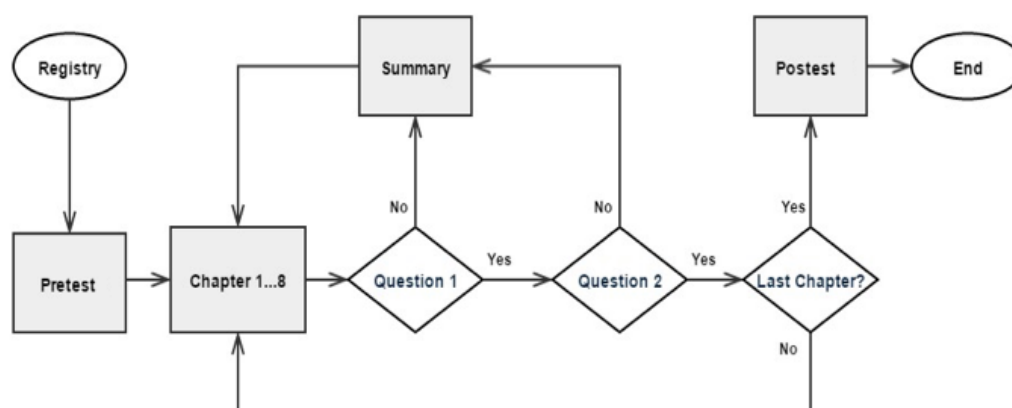 Registry
Summary
Postest
End
No
No
Yes
Pretest
Chapter 1...8
Question 1
Yes
Question 2
Yes
Last Chapter?
No